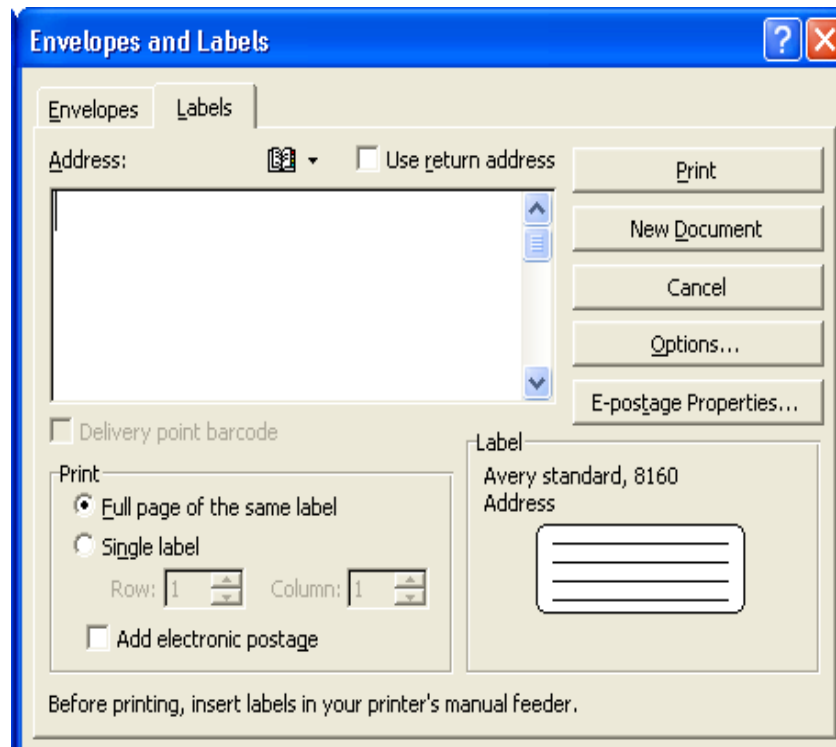 Envelopes and Labels
Envelopes Labels
Address: Use return address
Print
New Document
Cancel
Options...
E-postage Properties...
Delivery point barcode
Print
Full page of the same label
Single label
Row: 1 Column: 1
Add electronic postage
Label
Avery standard, 8160
Address
Before printing, insert labels in your printer's manual feeder.